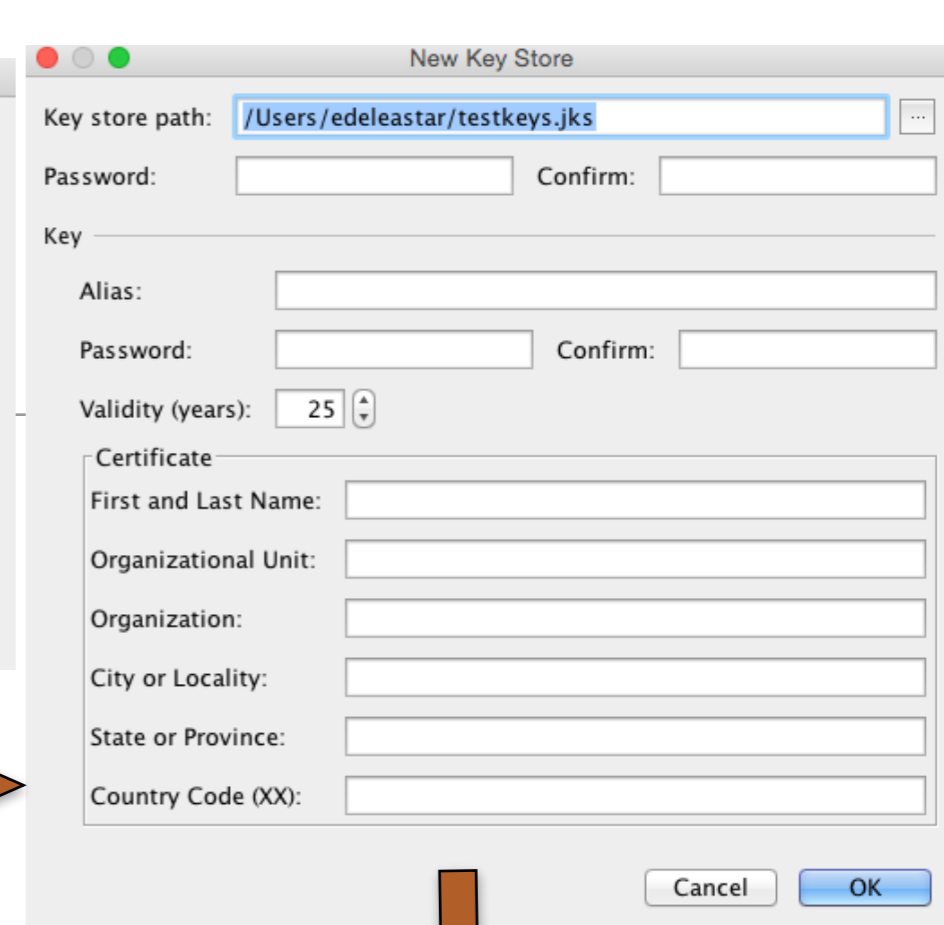 New Key Store
Key store path: /Users/edeleastar/testkeys.jks ...
Password: Confirm:
Key
Alias:
Password: Confirm:
Validity (years): 25
Certificate
First and Last Name:
Organizational Unit:
Organization:
City or Locality:
State or Province:
Country Code (XX):
Cancel OK